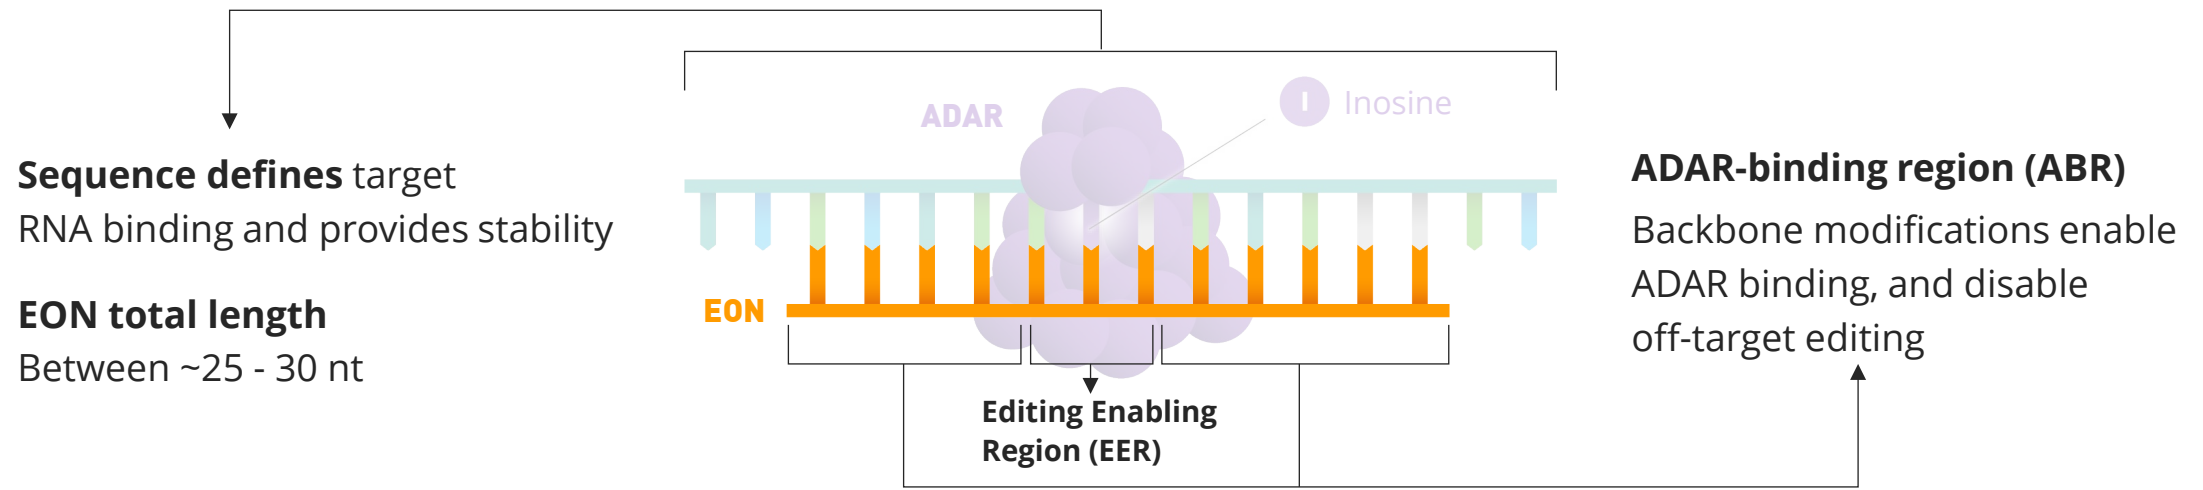 Sequence defines target
RNA binding and provides stability
EON total length
Between ~25 - 30 nt
ADAR
I Inosine
EON
Editing Enabling
Region (EER)
ADAR-binding region (ABR)
Backbone modifications enable
ADAR binding, and disable
off-target editing